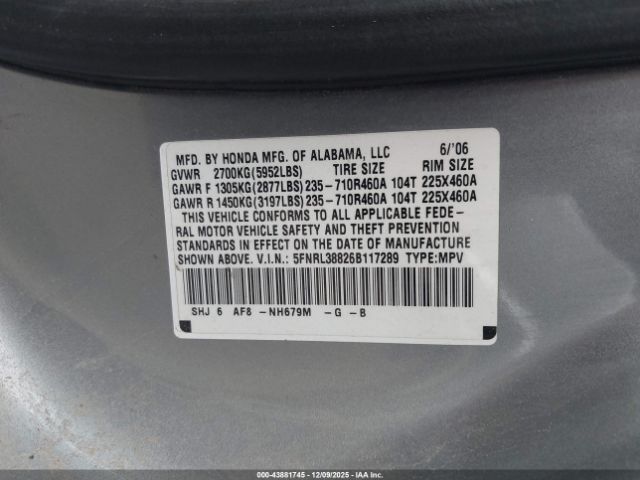 MFD. BY HONDA MFG. OF ALABAMA, LLC 6/'06
GVWR 2700KG(5952LBS) TIRE SIZE RIM SIZE
GAWR F 1305KG(2877LBS) 235-710R460A 104T 225X460A
GAWR R 1450KG(3197LBS) 235-710R460A 104T 225X460A
THIS VEHICLE CONFORMS TO ALL APPLICABLE FEDE-
RAL MOTOR VEHICLE SAFETY AND THEFT PREVENTION
STANDARDS IN EFFECT ON THE DATE OF MANUFACTURE
SHOWN ABOVE. V.I.N.: 5FNRL38826B117289 TYPE:MPV
SHJ 6 AF8 -NH679M -G -B
000-43881745 12/09/2025 IAAI.COM